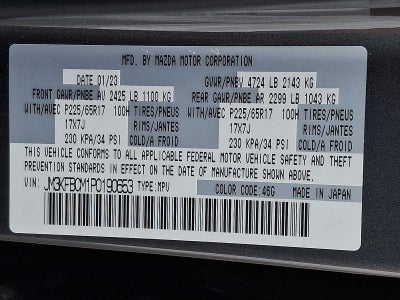 MFD. BY MAZDA MOTOR CORPORATION
DATE 01/23 GVWR/PNBV 4724 LB 2143 KG
FRONT GAWR/PNBE AV 2425 LB 1100 KG REAR GAWR/PNBE AR 2299 LB 1043 KG
WITH/AVEC P225/65R17 100H TIRES/PNEUS WITH/AVEC P225/65R17 100H TIRES/PNEUS
17X7J RIMS/JANTES 17X7J RIMS/JANTES
230 KPA/34 PSI COLD/A FROID 230 KPA/34 PSI COLD/A FROID
THIS VEHICLE CONFORMS TO ALL APPLICABLE FEDERAL MOTOR VEHICLE SAFETY AND THEFT
PREVENTION STANDARDS IN EFFECT ON THE DATE OF MANUFACTURE SHOWN ABOVE.
VIN: JM3KFBCM1P0190653 TYPE: MPV COLOR CODE: 46G MADE IN JAPAN